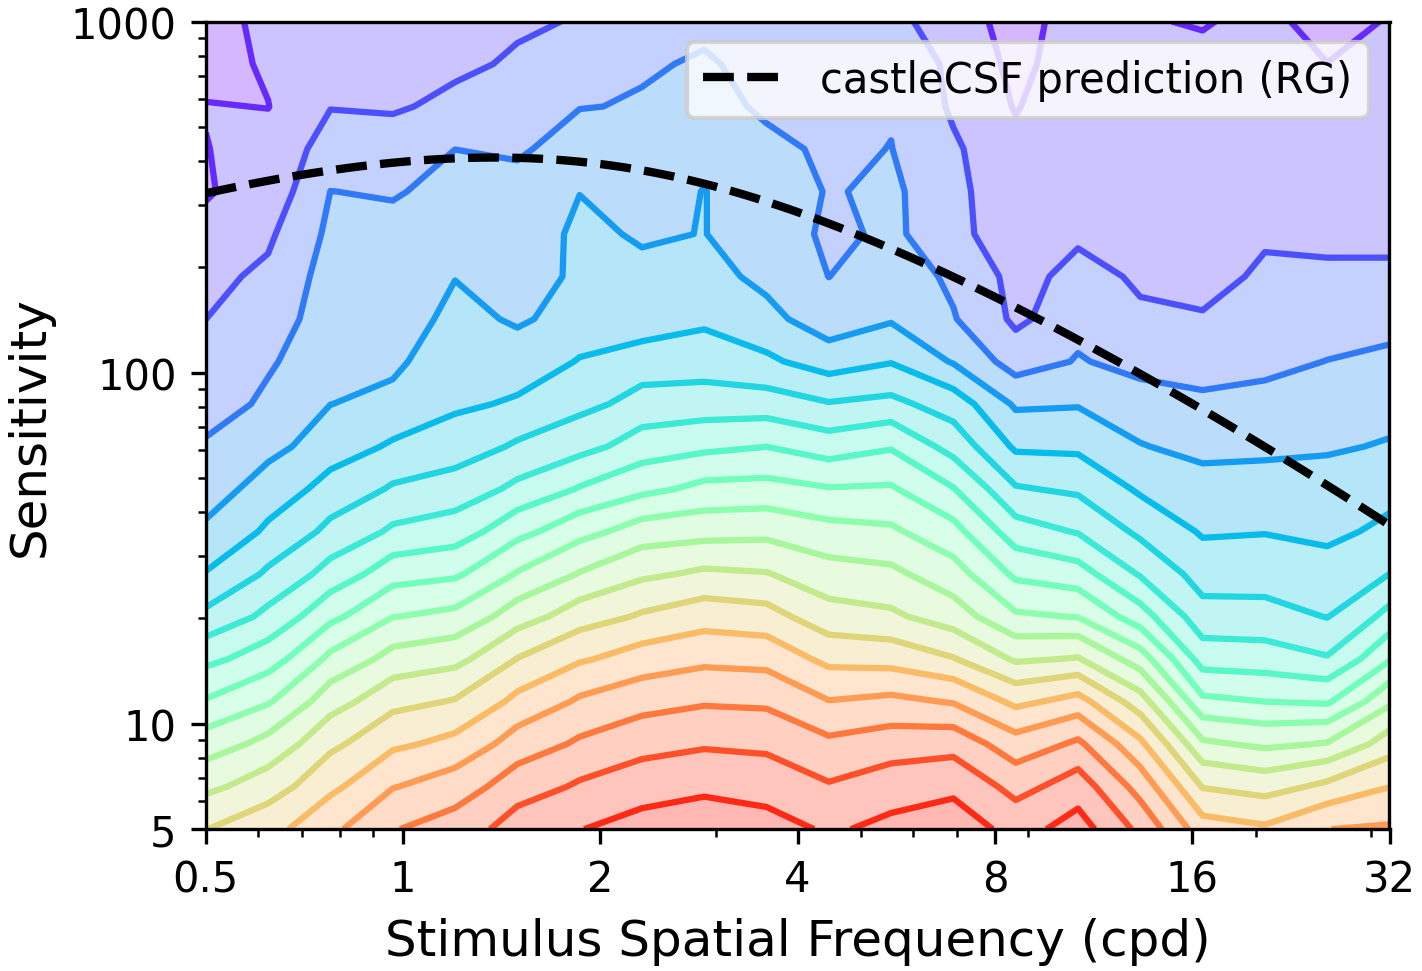 1000
castleCSF prediction (RG)
100
Sensitivity
10
5
0.5 1 2 4 8 16 32
Stimulus Spatial Frequency (cpd)